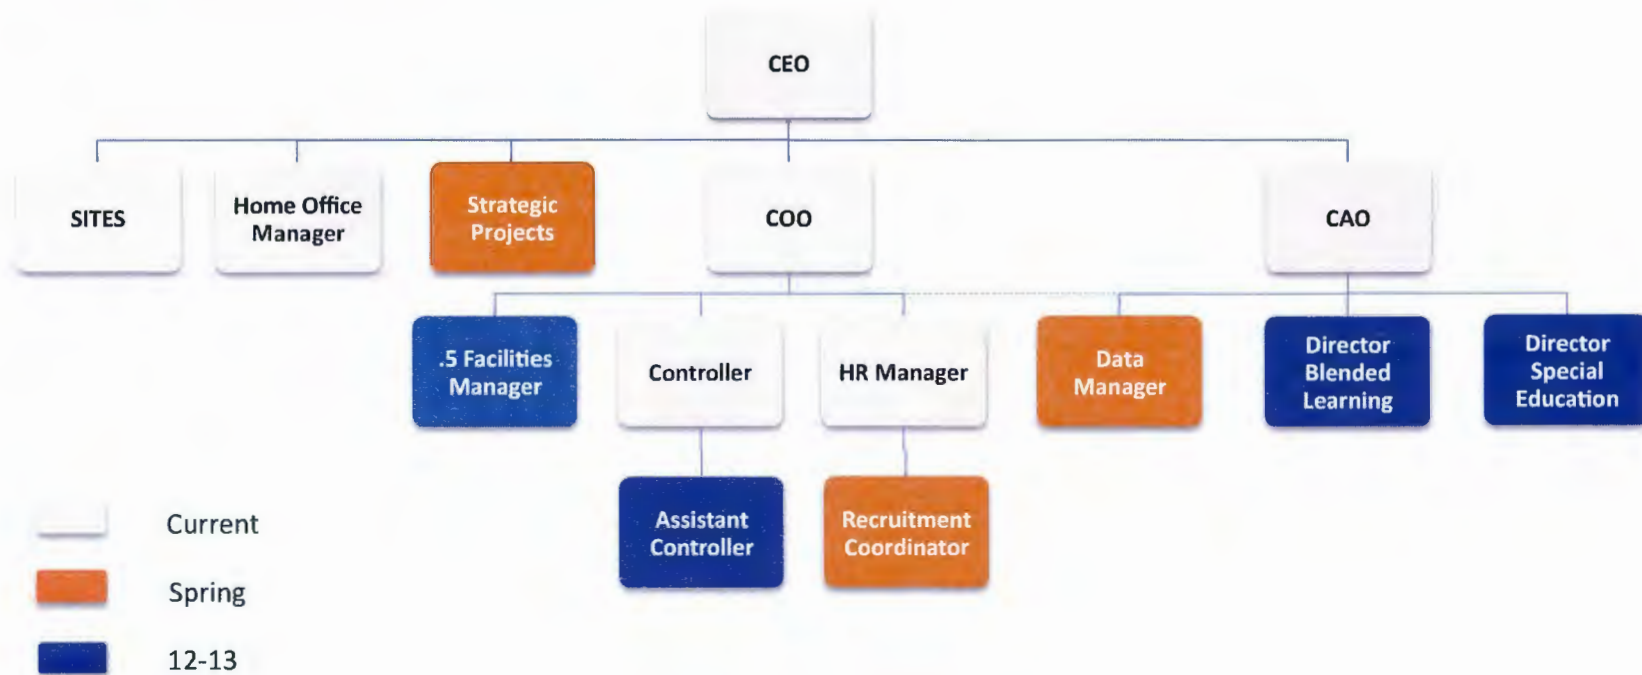 CEO
SITES
Home Office
Manager
Strategic
Projects
COO
CAO
.5 Facilities
Manager
Controller
HR Manager
Data
Manager
Director
Blended
Learning
Director
Special
Education
Assistant
Controller
Recruitment
Coordinator
Current
Spring
12-13